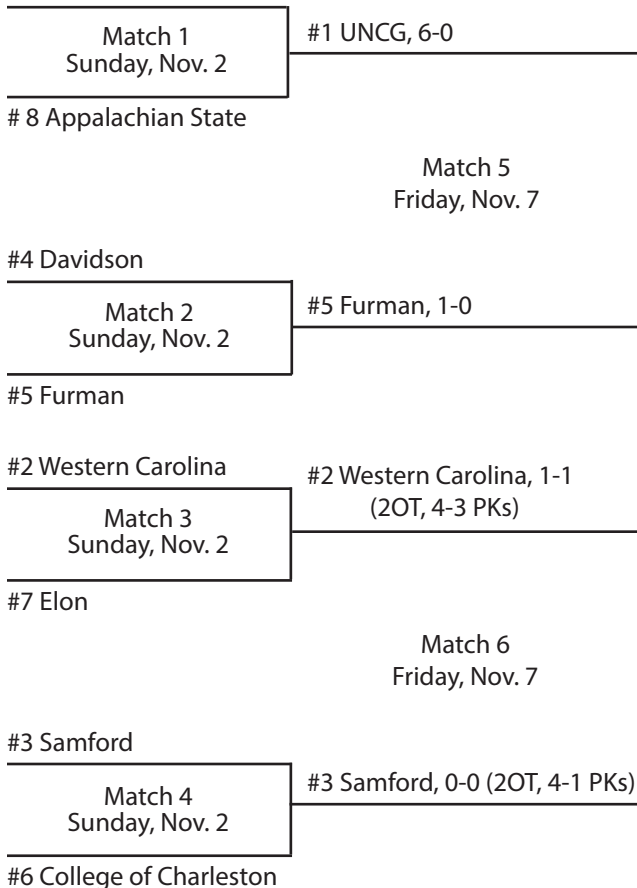 Match 1
Sunday, Nov. 2
#1 UNCG, 6-0
# 8 Appalachian State
Match 5
Friday, Nov. 7
#4 Davidson
Match 2
Sunday, Nov. 2
#5 Furman, 1-0
#5 Furman
#2 Western Carolina
#2 Western Carolina, 1-1
(2OT, 4-3 PKs)
Match 3
Sunday, Nov. 2
#7 Elon
Match 6
Friday, Nov. 7
#3 Samford
Match 4
Sunday, Nov. 2
#3 Samford, 0-0 (2OT, 4-1 PKs)
#6 College of Charleston